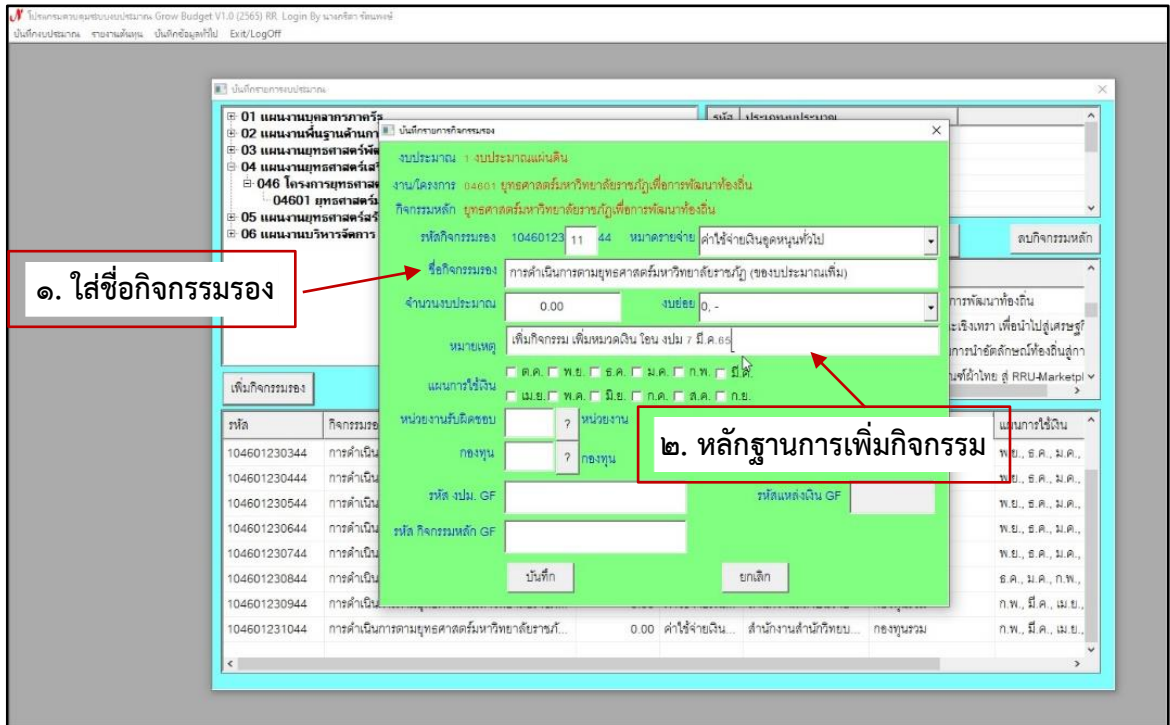 โปรแกรมควบคุมระบบงบประมาณ Grow Budget V1.0 (2565) RR Login By
บันทึกงบประมาณ รายงานต้นทุน บันทึกข้อมูลทั่วไป Exit/LogOff
บันทึกรายการงบประมาณ
01 แผนงานบุคลากรภาครัฐ
02 แผนงานพื้นฐานด้านกา
03 แผนงานยุทธศาสตร์พัฒ
04 แผนงานยุทธศาสตร์เสริ
046 โครงการยุทธศาสต
04601 ยุทธศาสตร์ม
05 แผนงานยุทธศาสตร์สร้
06 แผนงานบริหารจัดการ
รหัส ประเภทงบประมาณ
บันทึกรายการกิจกรรมรอง
งบประมาณ 1 งบประมาณแผ่นดิน
งาน/โครงการ 04601 ยุทธศาสตร์มหาวิทยาลัยราชภัฏเพื่อการพัฒนาท้องถิ่น
กิจกรรมหลัก ยุทธศาสตร์มหาวิทยาลัยราชภัฏเพื่อการพัฒนาท้องถิ่น
รหัสกิจกรรมรอง 10460123 11 44 หมวดรายจ่าย ค่าใช้จ่ายเงินอุดหนุนทั่วไป
ลบกิจกรรมหลัก
๑. ใส่ชื่อกิจกรรมรอง
ชื่อกิจกรรมรอง การดำเนินการตามยุทธศาสตร์มหาวิทยาลัยราชภัฏ (ของบประมาณเพิ่ม)
จำนวนงบประมาณ 0.00 งบย่อย 0, -
การพัฒนาท้องถิ่น
ะเชิงเทรา เพื่อนำไปสู่เศรษฐกิ
หมายเหตุ เพิ่มกิจกรรม เพิ่มหมวดเงิน โอน งปม 7 มี.ค.65
การนำอัตลักษณ์ท้องถิ่นสู่กา
ณฑ์ผ้าไทย สู่ RRU-Marketpl
เพิ่มกิจกรรมรอง
แผนการใช้เงิน ต.ค. พ.ย. ธ.ค. ม.ค. ก.พ. มี.ค.
เม.ย. พ.ค. มิ.ย. ก.ค. ส.ค. ก.ย.
หน่วยงานรับผิดชอบ ? หน่วยงาน
๒. หลักฐานการเพิ่มกิจกรรม
กองทุน ? กองทุน
รหัส งปม. GF รหัสแหล่งเงิน GF
รหัส กิจกรรมหลัก GF
บันทึก ยกเลิก
รหัส กิจกรรมรอ แผนการใช้เงิน
104601230344 การดำเนิน พ.ย., ธ.ค., ม.ค.,
104601230444 การดำเนิน พ.ย., ธ.ค., ม.ค.,
104601230544 การดำเนิน พ.ย., ธ.ค., ม.ค.,
104601230644 การดำเนิน พ.ย., ธ.ค., ม.ค.,
104601230744 การดำเนิน พ.ย., ธ.ค., ม.ค.,
104601230844 การดำเนิน ธ.ค., ม.ค., ก.พ.,
104601230944 การดำเนิน ก.พ., มี.ค., เม.ย.,
104601231044 การดำเนินการตามยุทธศาสตร์มหาวิทยาลัยราชภั... 0.00 ค่าใช้จ่ายเงิน... สำนักงานสำนักวิทยบ... กองทุนรวม ก.พ., มี.ค., เม.ย.,